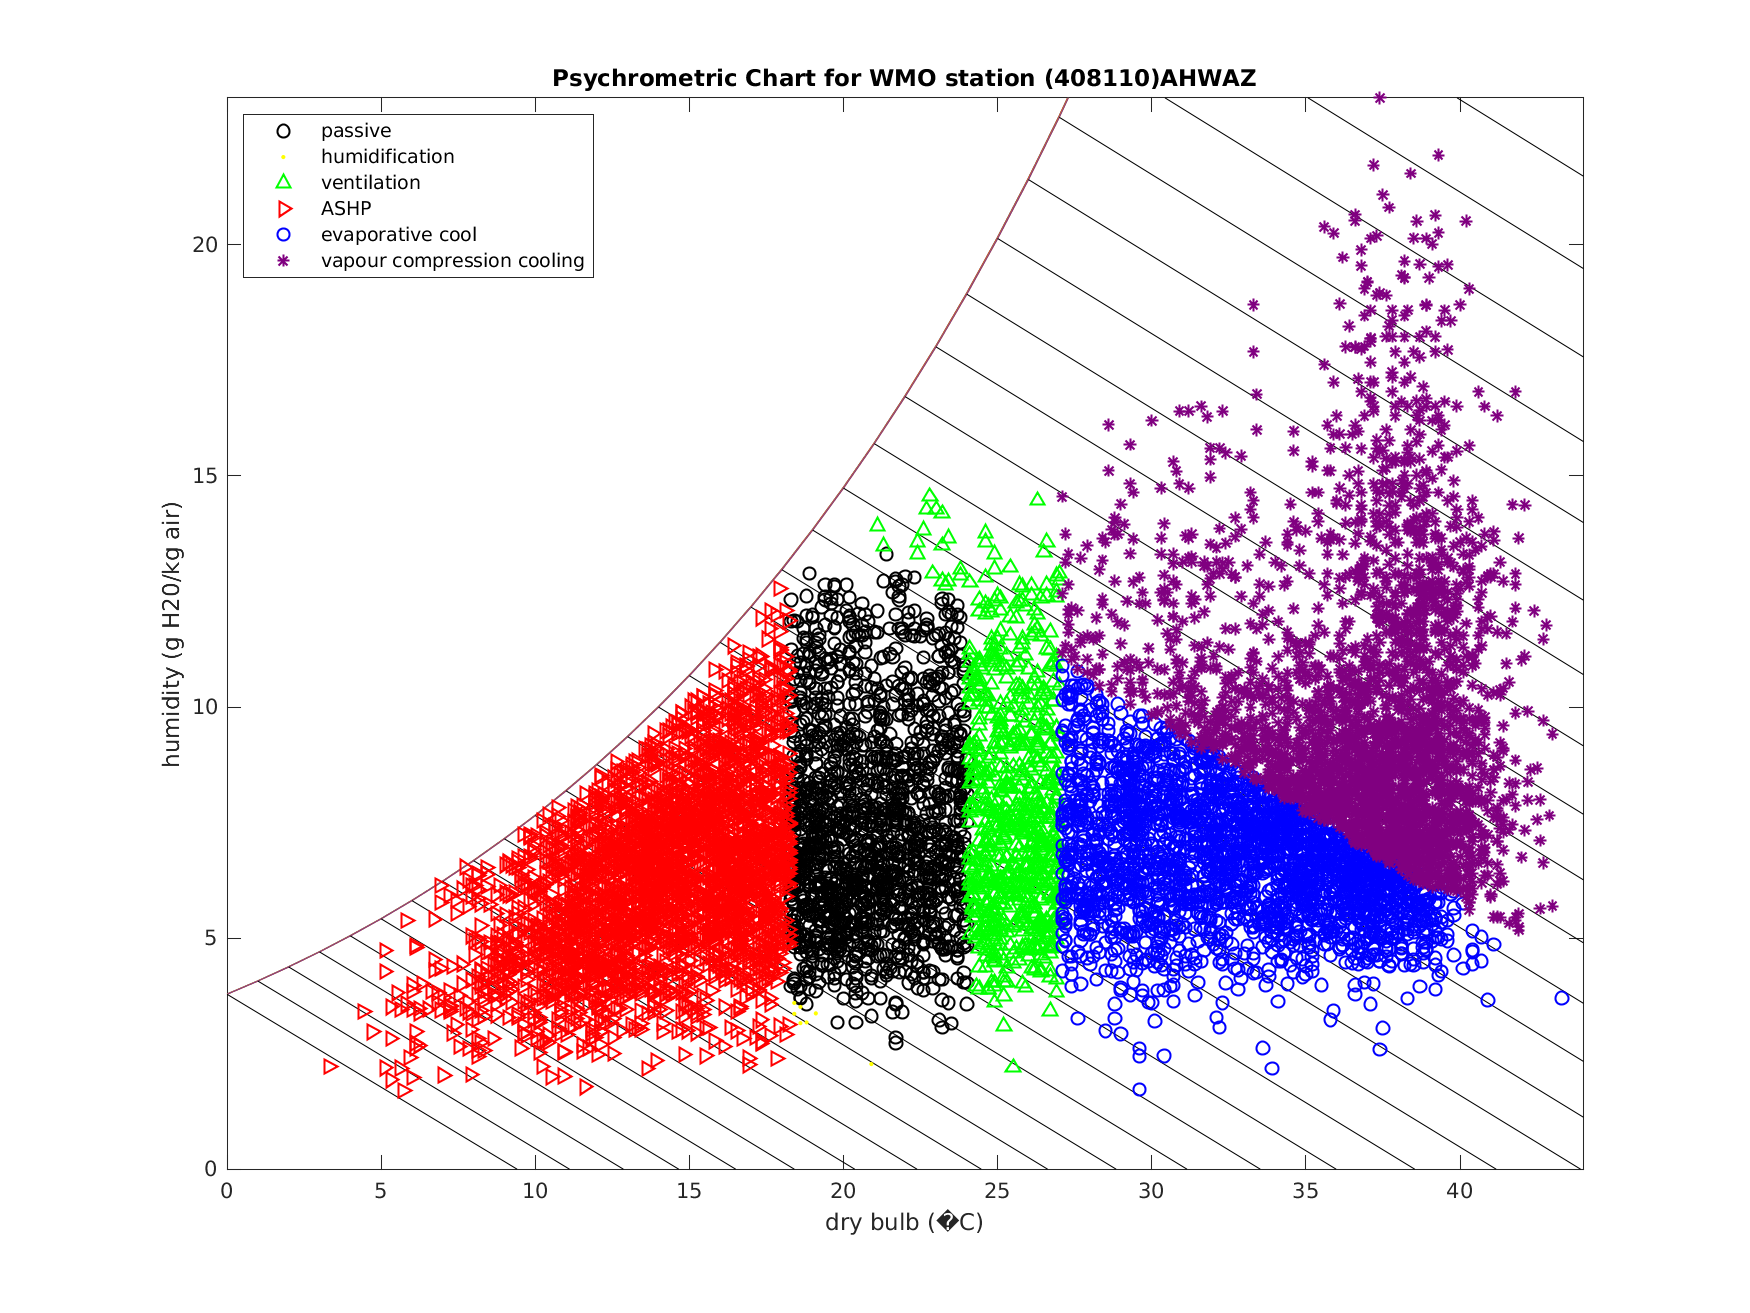 Psychrometric Chart for WMO station (408110)AHWAZ
passive
humidification
ventilation
ASHP
evaporative cool
vapour compression cooling
humidity (g H20/kg air)
20
15
10
5
0
0 5 10 15 20 25 30 35 40
dry bulb (�C)